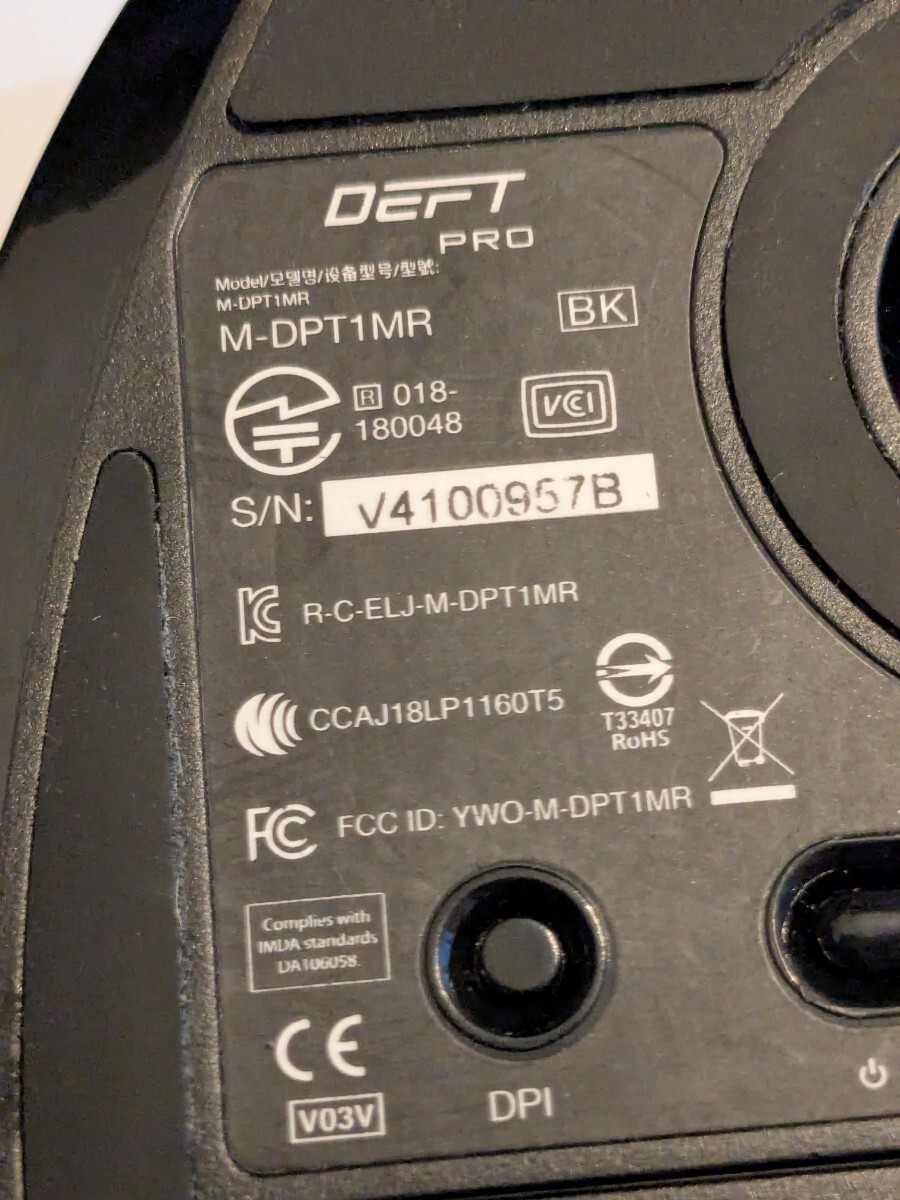 DEFT
PRO
Model/모델명/设备型号/型號:
M-DPT1MR
M-DPT1MR
BK
R 018-
180048
VCCI
S/N: V4100957B
R-C-ELJ-M-DPT1MR
CCAJ18LP1160T5
T33407
RoHS
FC FCC ID: YWO-M-DPT1MR
Complies with
IMDA standards
DA106058.
CE
V03V
DPI